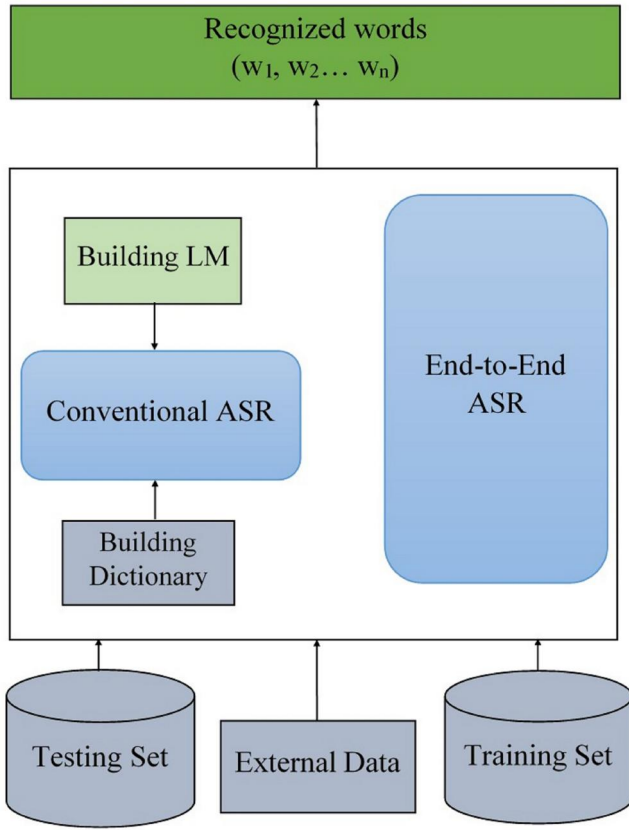 Recognized words
(w₁, w₂... wₙ)
Building LM
Conventional ASR
Building
Dictionary
End-to-End
ASR
Testing Set
External Data
Training Set